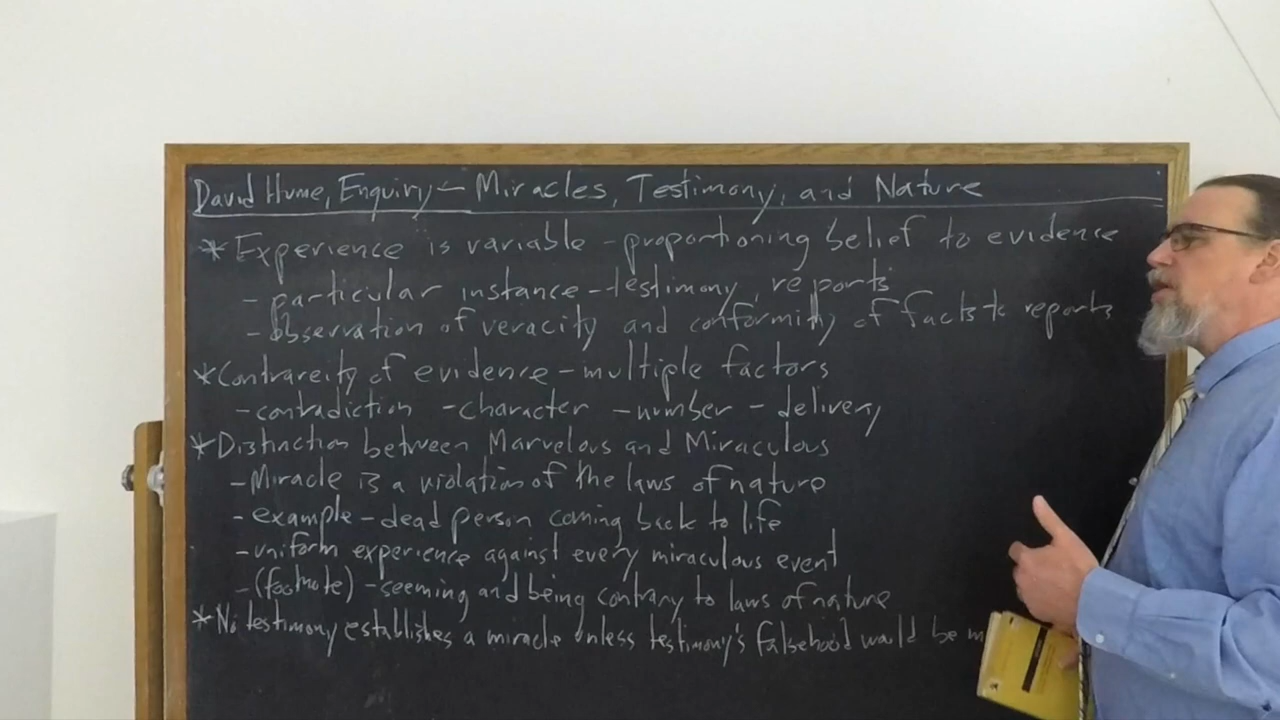 David Hume, Enquiry - Miracles, Testimony, and Nature
* Experience is variable - proportioning belief to evidence
- particular instance - testimony, reports
- observation of veracity and conformity of facts to reports
* Contrareity of evidence - multiple factors
- contradiction - character - number - delivery
* Distinction between Marvelous and Miraculous
- Miracle is a violation of the laws of nature
- example - dead person coming back to life
- uniform experience against every miraculous event
- (footnote) - seeming and being contrary to laws of nature
* No testimony establishes a miracle unless testimony's falsehood would be m